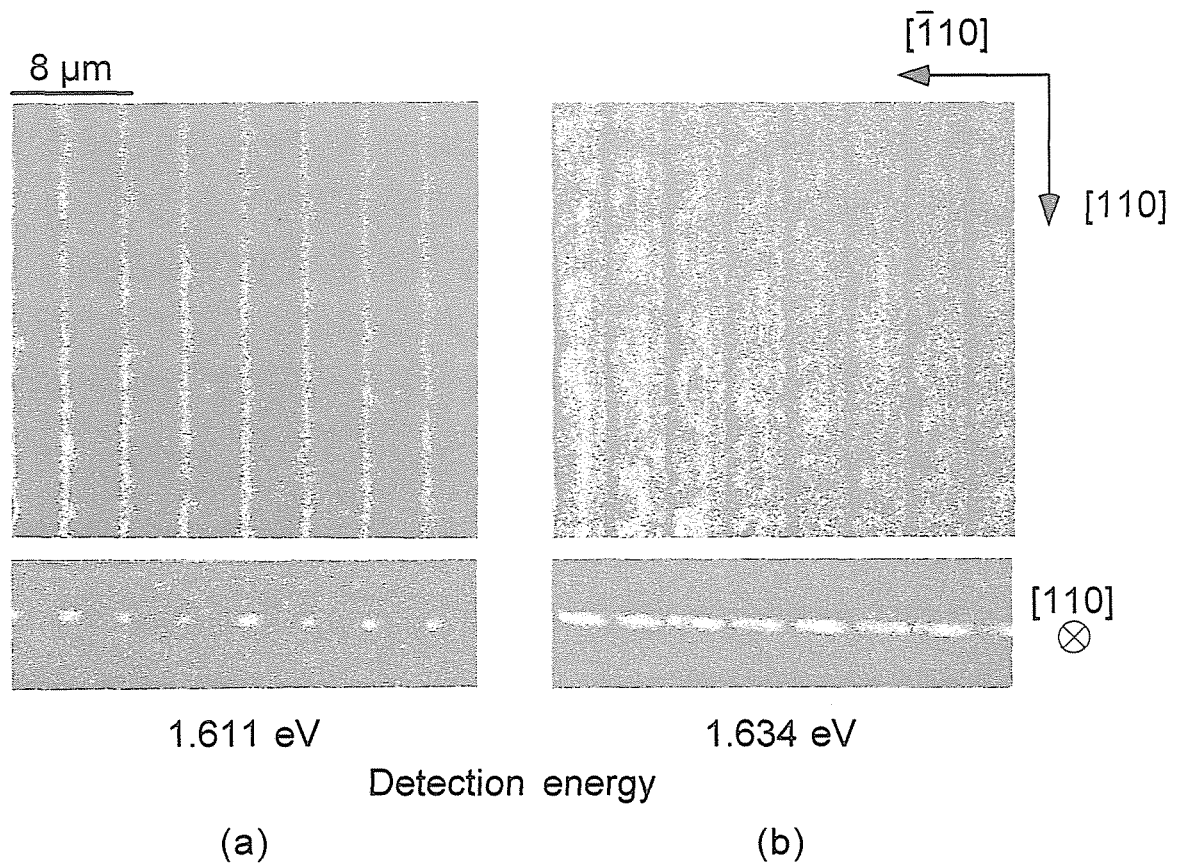 8 µm
[1̄10]
[110]
[110]
1.611 eV
1.634 eV
Detection energy
(a)
(b)